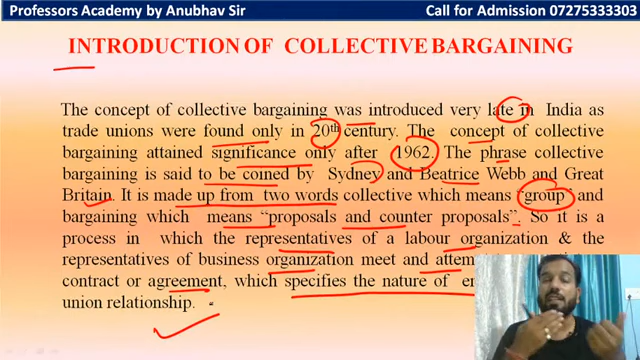 Professors Academy by Anubhav Sir Call for Admission 07275333303
INTRODUCTION OF COLLECTIVE BARGAINING
The concept of collective bargaining was introduced very late in India as
trade unions were found only in 20th century. The concept of collective
bargaining attained significance only after 1962. The phrase collective
bargaining is said to be coined by Sydney and Beatrice Webb and Great
Britain. It is made up from two words collective which means "group" and
bargaining which means "proposals and counter proposals". So it is a
process in which the representatives of a labour organization & the
representatives of business organization meet and
contract or agreement, which specifies the nature of
union relationship.